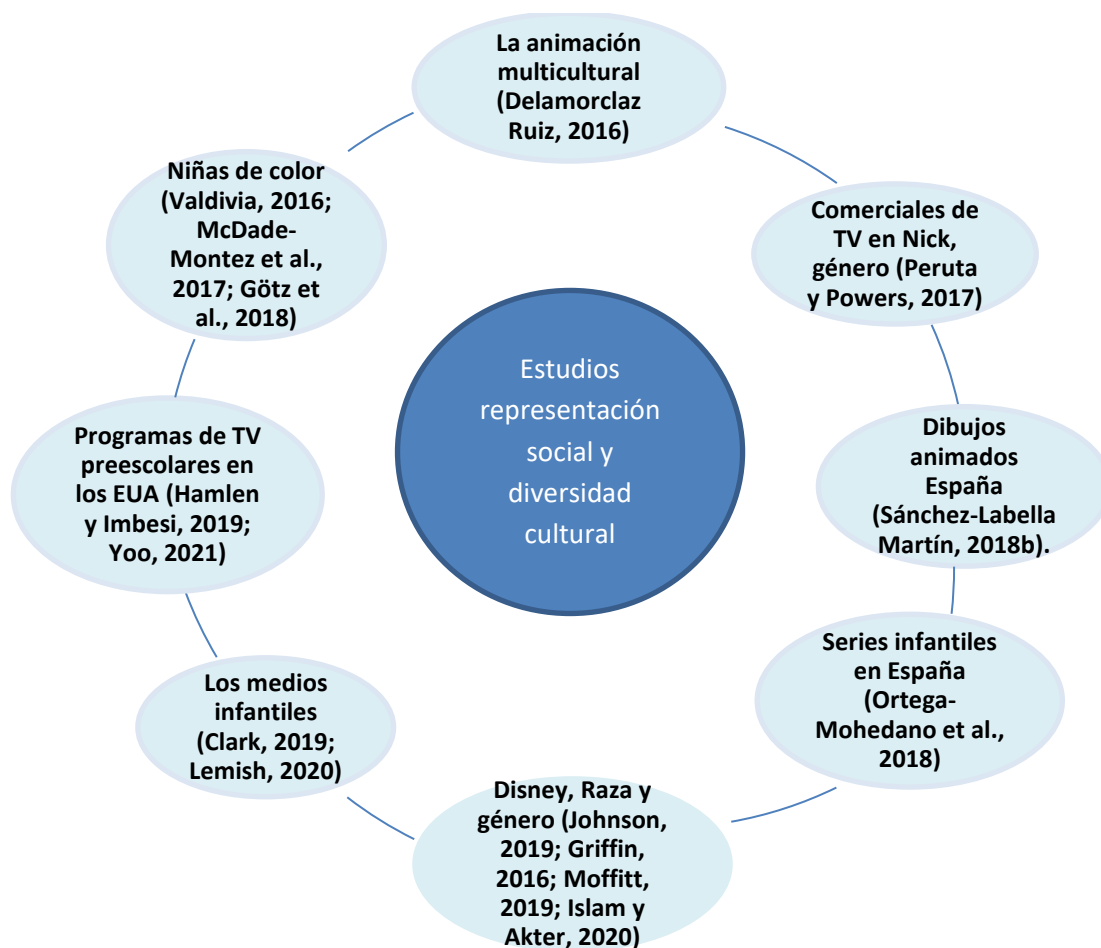 La animación
multicultural
(Delamorclaz
Ruiz, 2016)
Comerciales de
TV en Nick,
género (Peruta
y Powers, 2017)
Dibujos
animados
España
(Sánchez-Labella
Martín, 2018b).
Series infantiles
en España
(Ortega-
Mohedano et al.,
2018)
Disney, Raza y
género (Johnson,
2019; Griffin,
2016; Moffitt,
2019; Islam y
Akter, 2020)
Los medios
infantiles
(Clark, 2019;
Lemish, 2020)
Programas de TV
preescolares en
los EUA (Hamlen
y Imbesi, 2019;
Yoo, 2021)
Niñas de color
(Valdivia, 2016;
McDade-
Montez et al.,
2017; Götz et
al., 2018)
Estudios
representación
social y
diversidad
cultural